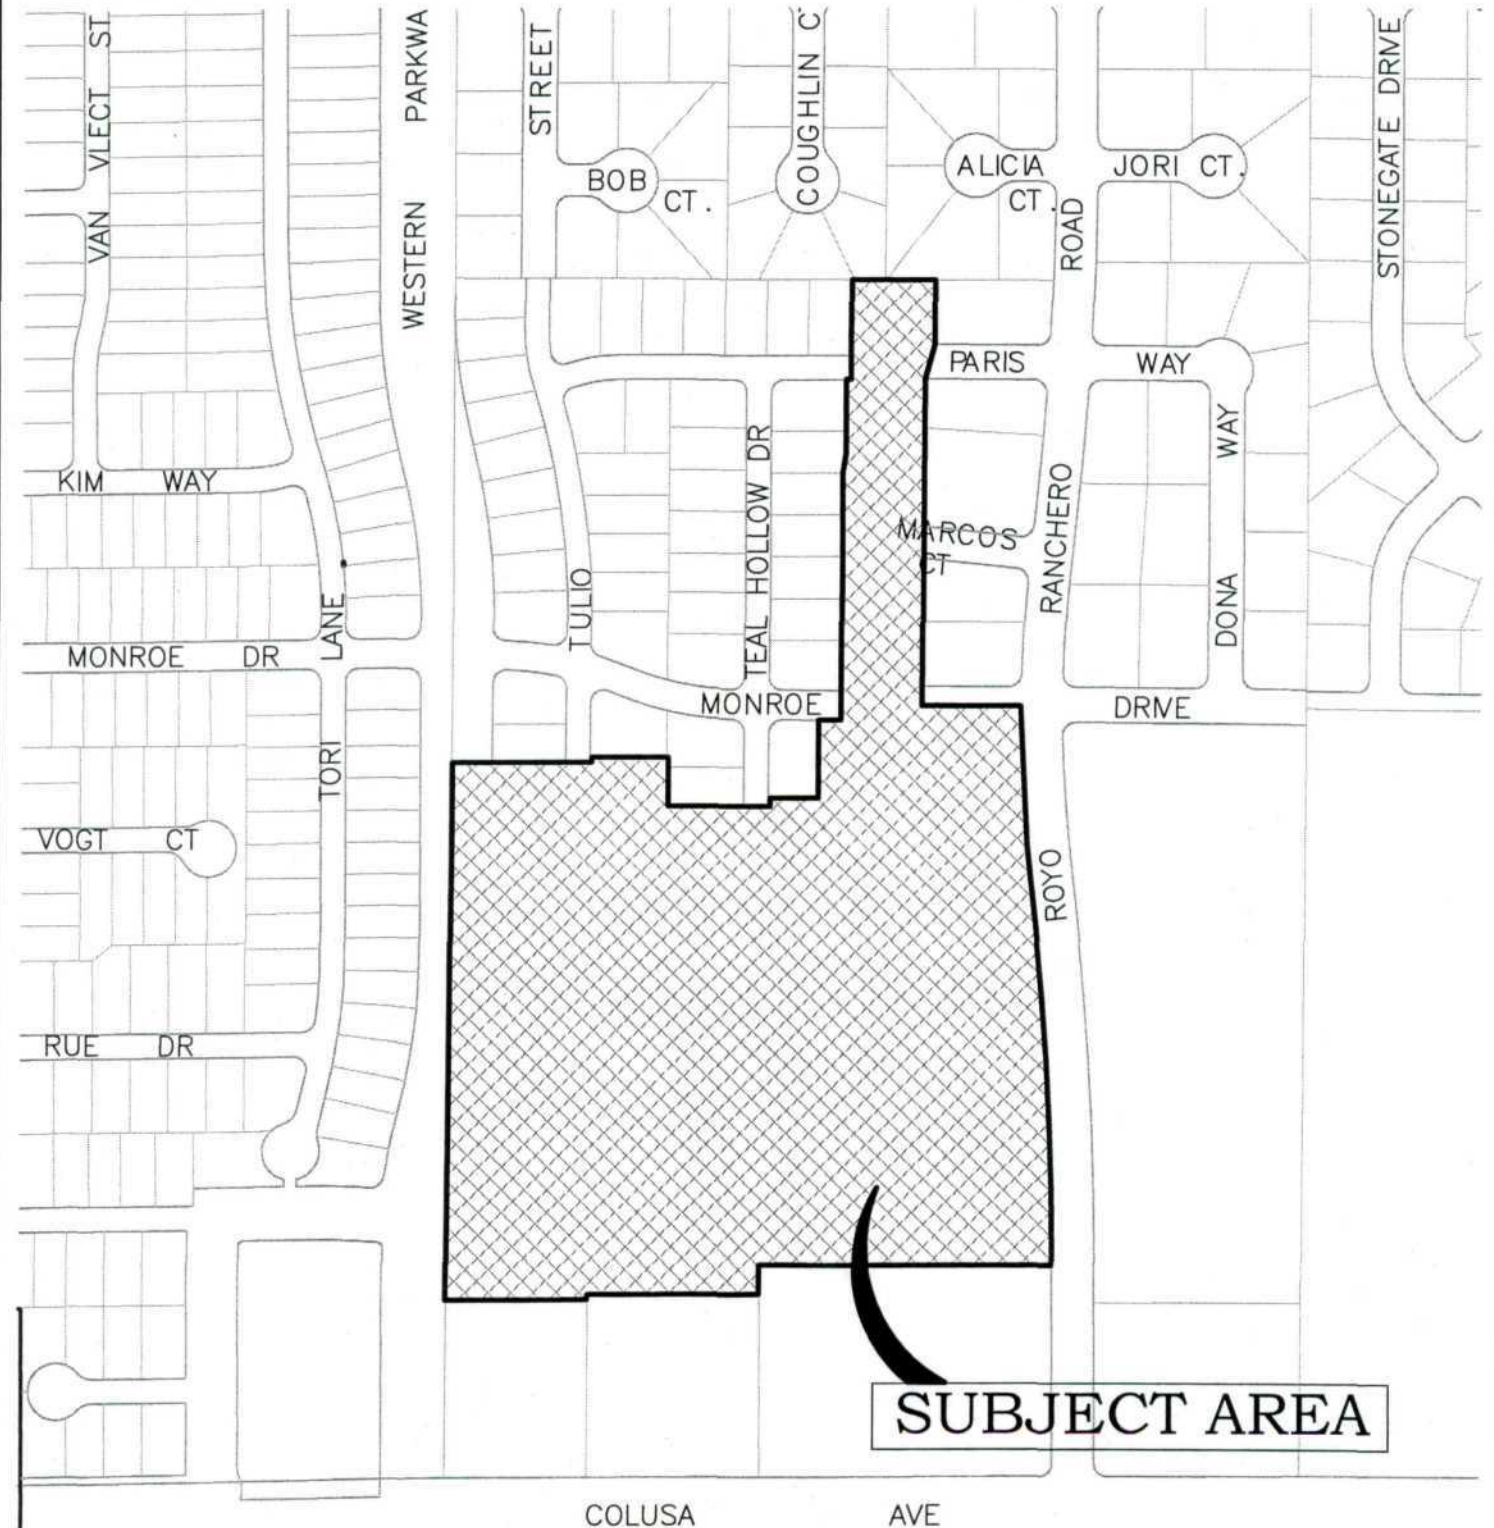 VAN VLECT ST
WESTERN PARKWA
STREET
BOB
CT.
COUGHLIN C
ALICIA
CT.
ROAD
JORI CT.
STONEGATE DRIVE
PARIS WAY
KIM WAY
TEAL HOLLOW DR
MARCOS
CT
RANCHERO
DONA WAY
TULIO
LANE
MONROE DR
MONROE
DRIVE
TORI
VOGT CT
ROYO
RUE DR
SUBJECT AREA
COLUSA AVE